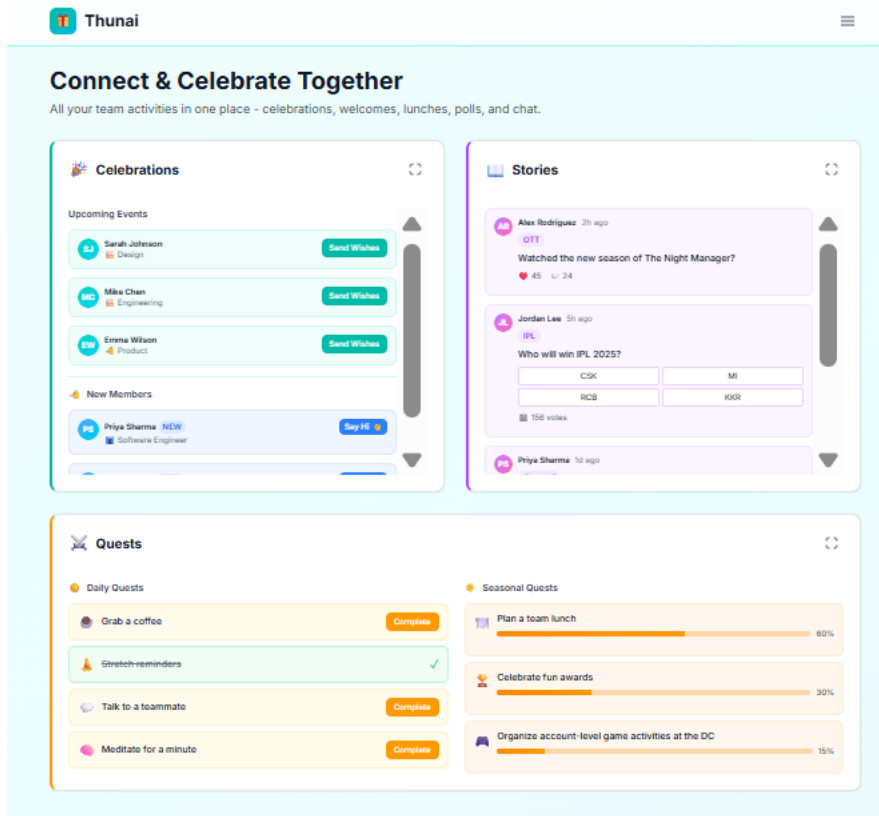 Thunai
Connect & Celebrate Together
All your team activities in one place - celebrations, welcomes, lunches, polls, and chat.
Celebrations
Upcoming Events
SJ
Sarah Johnson
Design
Send Wishes
MC
Mike Chen
Engineering
Send Wishes
EW
Emma Wilson
Product
Send Wishes
New Members
PS
Priya Sharma NEW
Software Engineer
Say Hi
Stories
AR
Alex Rodriguez 2h ago
OTT
Watched the new season of The Night Manager?
45 24
JL
Jordan Lee 5h ago
IPL
Who will win IPL 2025?
CSK MI
RCB KKR
156 votes
PS
Priya Sharma 1d ago
Quests
Daily Quests
Grab a coffee
Complete
Stretch reminders
Talk to a teammate
Complete
Meditate for a minute
Complete
Seasonal Quests
Plan a team lunch
60%
Celebrate fun awards
30%
Organize account-level game activities at the DC
15%